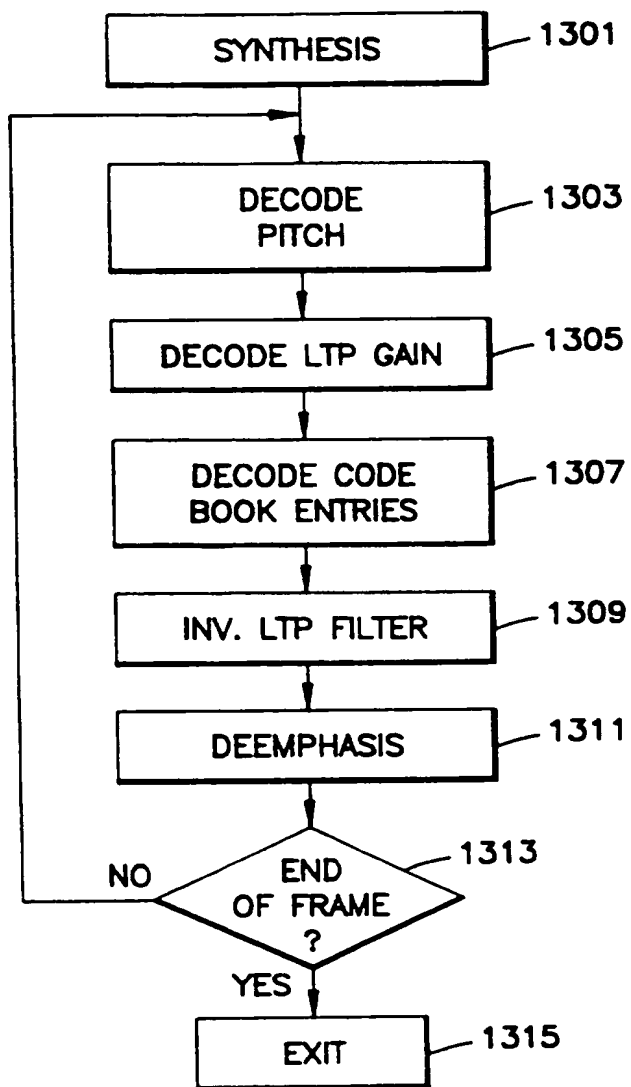 SYNTHESIS
1301
DECODE
PITCH
1303
DECODE LTP GAIN
1305
DECODE CODE
BOOK ENTRIES
1307
INV. LTP FILTER
1309
DEEMPHASIS
1311
END
OF FRAME
?
1313
NO
YES
EXIT
1315